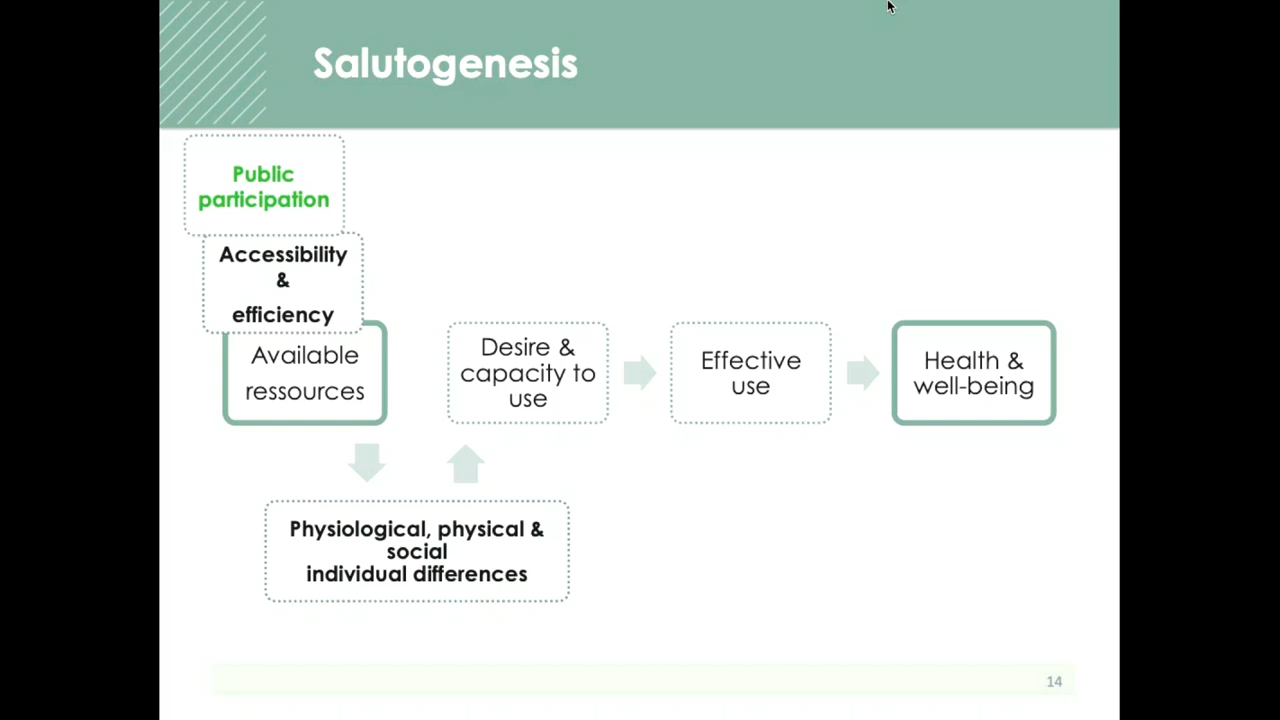 Salutogenesis
Public
participation
Accessibility
&
efficiency
Available
ressources
Desire &
capacity to
use
Effective
use
Health &
well-being
Physiological, physical &
social
individual differences
14